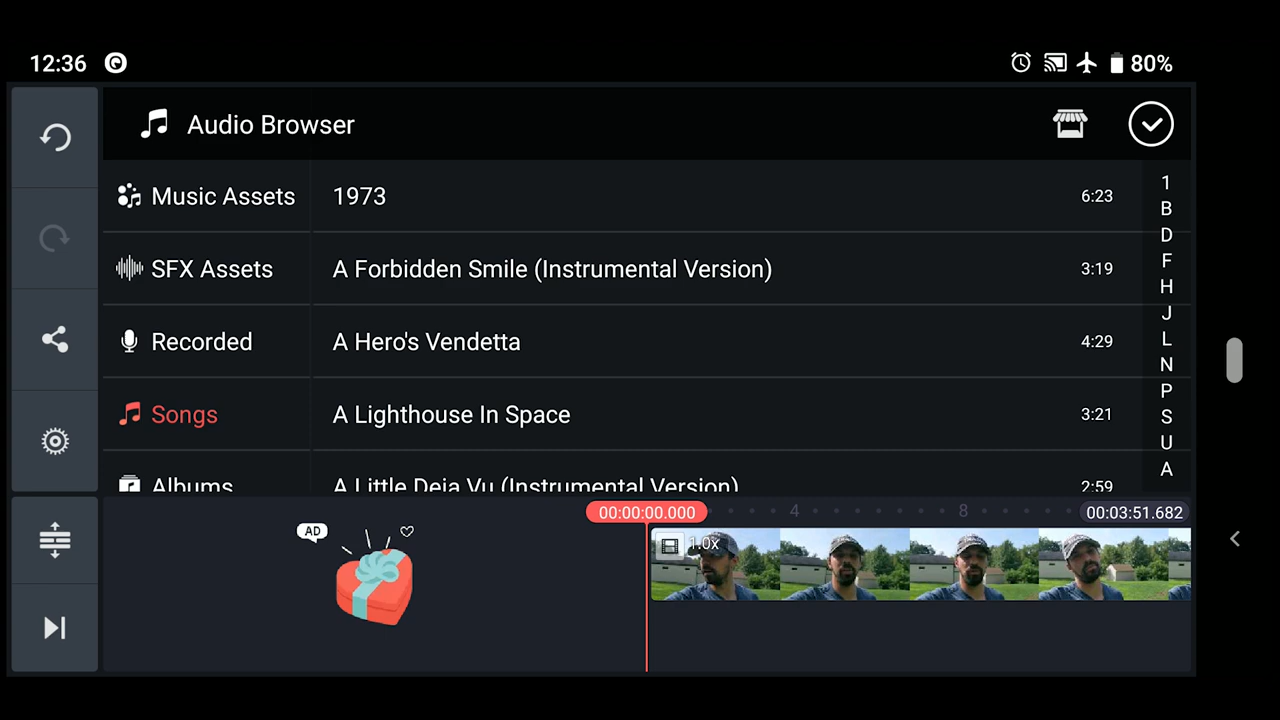 12:36
80%
Audio Browser
Music Assets
1973
6:23
SFX Assets
A Forbidden Smile (Instrumental Version)
3:19
Recorded
A Hero's Vendetta
4:29
Songs
A Lighthouse In Space
3:21
Albums
A Little Deja Vu (Instrumental Version)
2:59
1
B
D
F
H
J
L
N
P
S
U
A
00:00:00.000
4
8
00:03:51.682
AD
1.0x